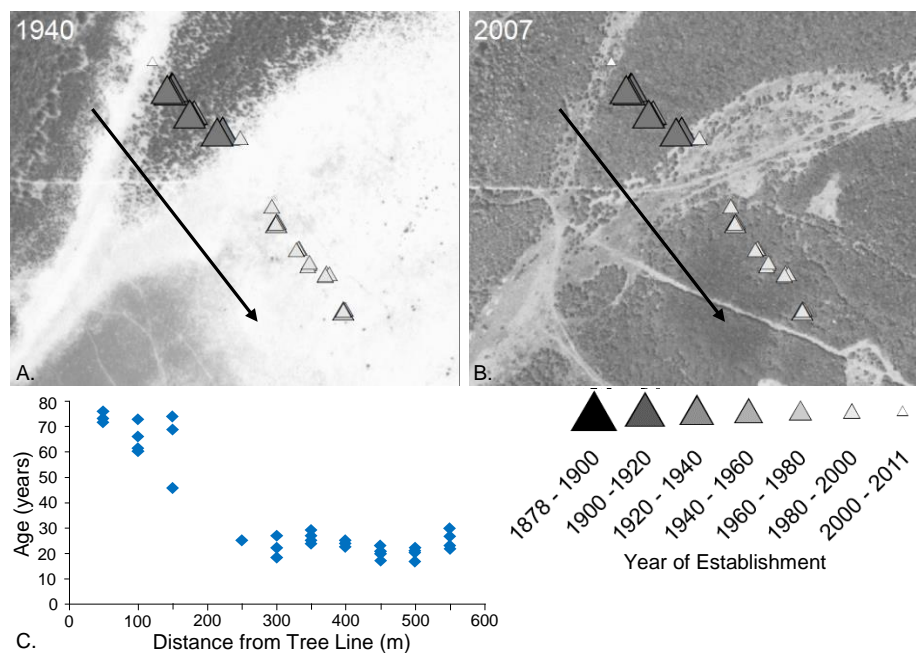 1940
2007
A.
B.
80
70
60
50
40
30
20
10
0
Age (years)
0
100
200
300
400
500
600
Distance from Tree Line (m)
C.
1878 - 1900
1900 -1920
1920 - 1940
1940 - 1960
1960 - 1980
1980 - 2000
2000 - 2011
Year of Establishment